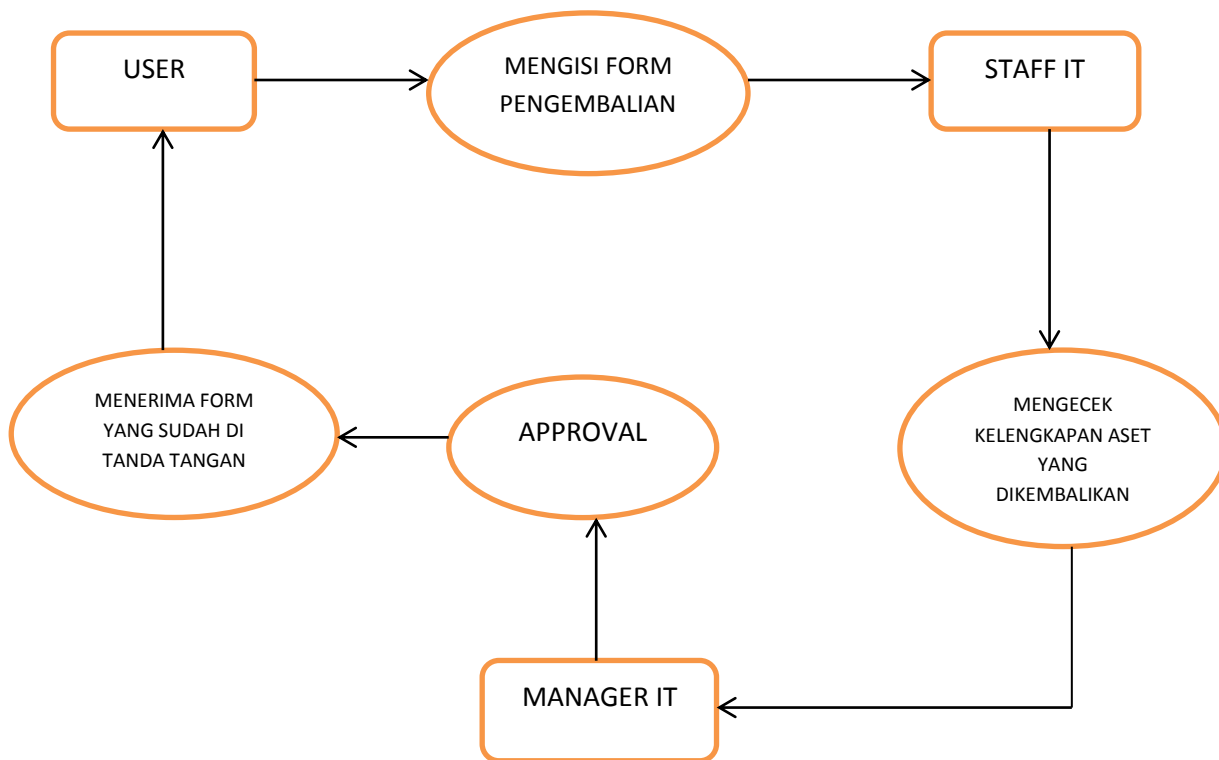 USER
MENGISI FORM
PENGEMBALIAN
STAFF IT
MENERIMA FORM
YANG SUDAH DI
TANDA TANGAN
APPROVAL
MENGECEK
KELENGKAPAN ASET
YANG
DIKEMBALIKAN
MANAGER IT